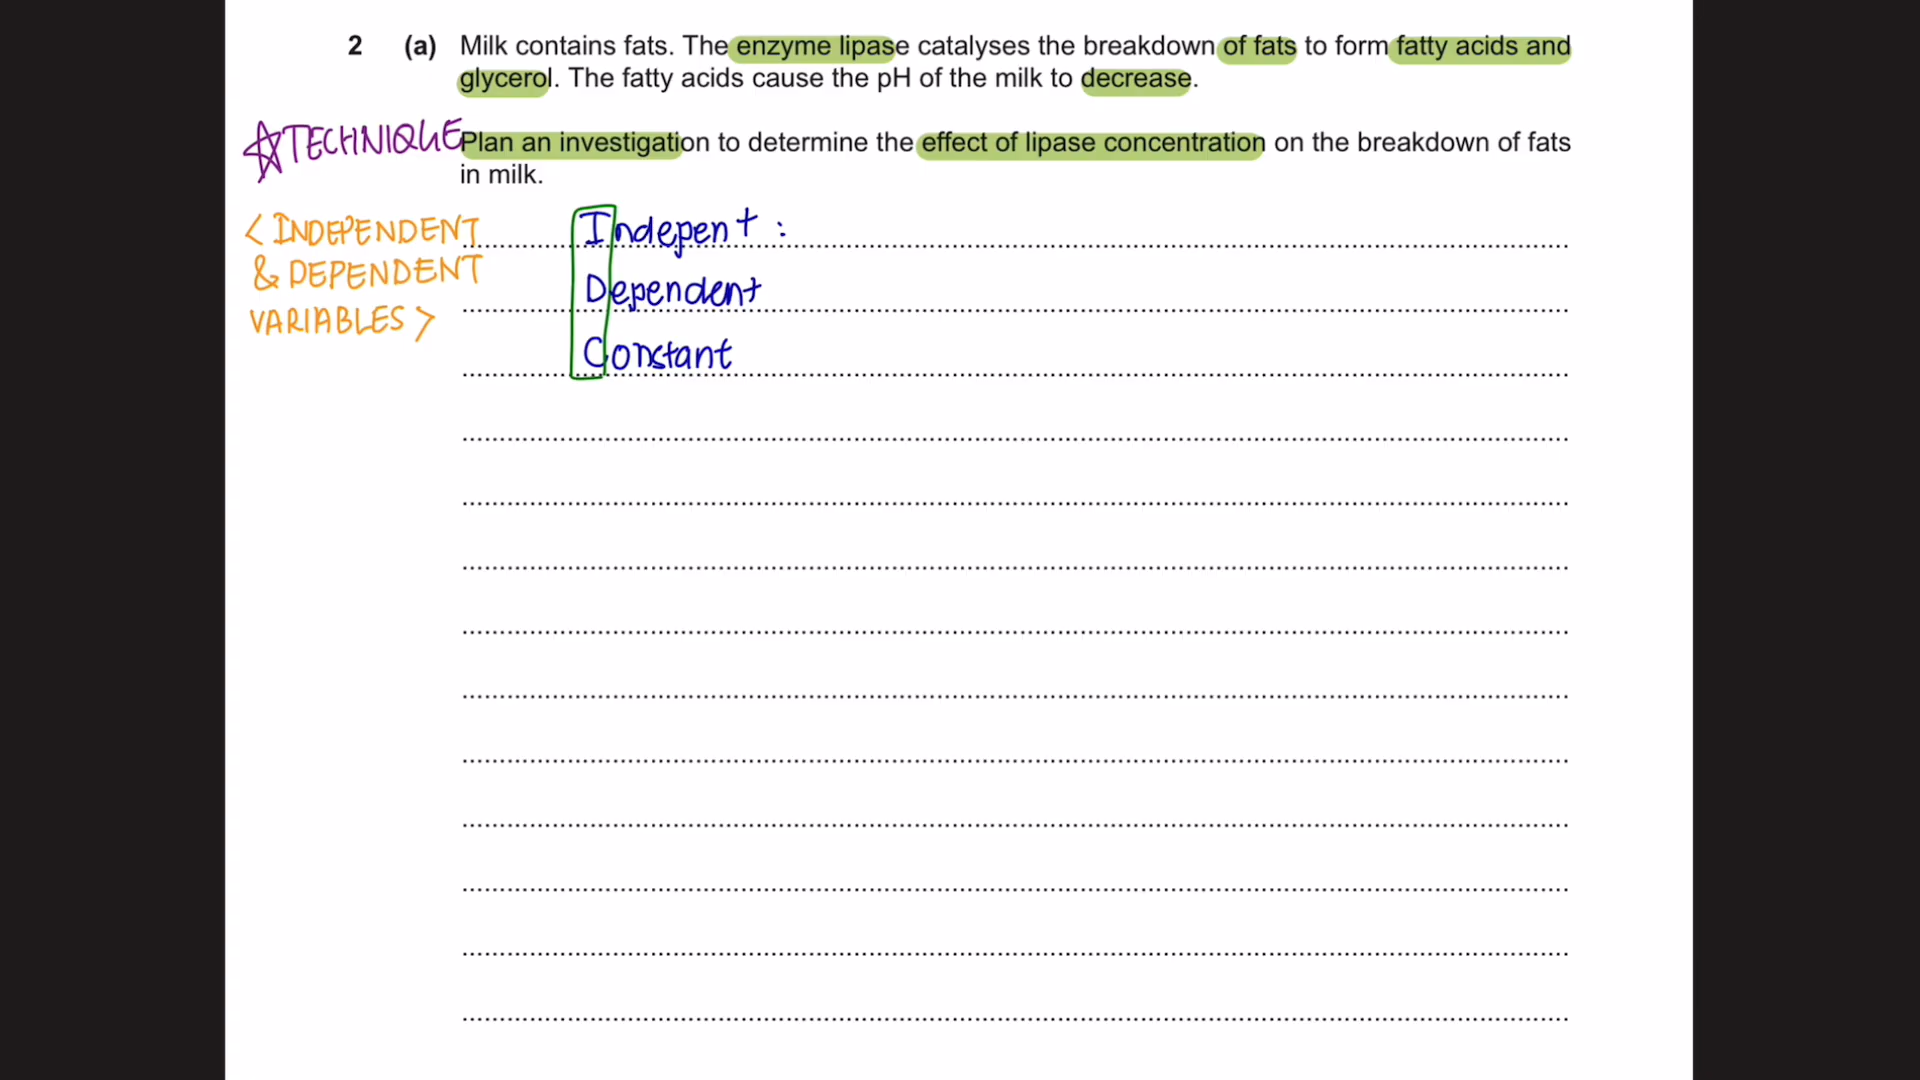 2 (a) Milk contains fats. The enzyme lipase catalyses the breakdown of fats to form fatty acids and
glycerol. The fatty acids cause the pH of the milk to decrease.
☆TECHNIQUE Plan an investigation to determine the effect of lipase concentration on the breakdown of fats
in milk.
< INDEPENDENT
& DEPENDENT
VARIABLES >
Indepent :
Dependent
Constant